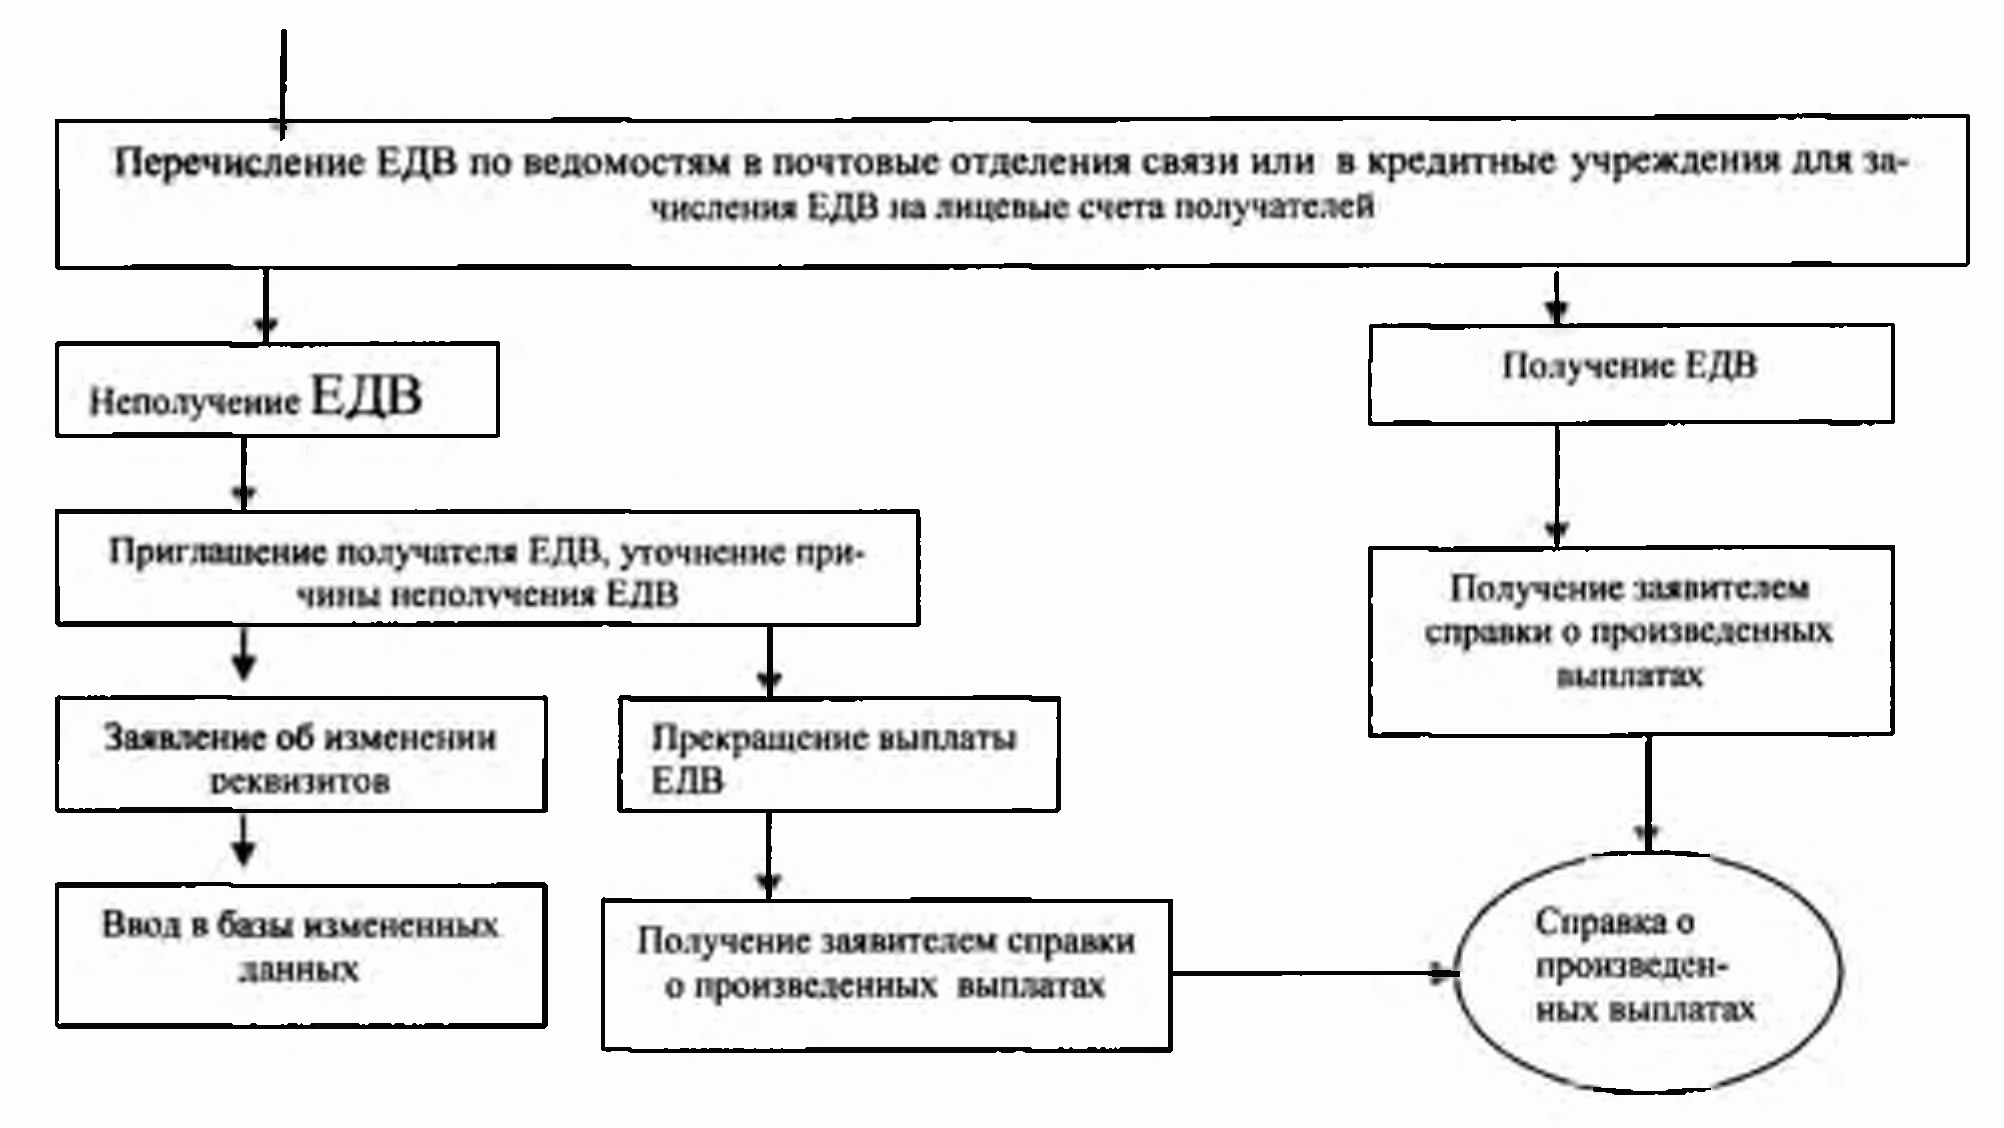 Перечисление ЕДВ по ведомостям в почтовые отделения связи или в кредитные учреждения для за-
числения ЕДВ на лицевые счета получателей
Неполучение ЕДВ
Получение ЕДВ
Приглашение получателя ЕДВ, уточнение при-
чины неполучения ЕДВ
Получение заявителем
справки о произведенных
выплатах
Заявление об изменении
реквизитов
Прекращение выплаты
ЕДВ
Ввод в базы измененных
данных
Получение заявителем справки
о произведенных выплатах
Справка о
произведен-
ных выплатах